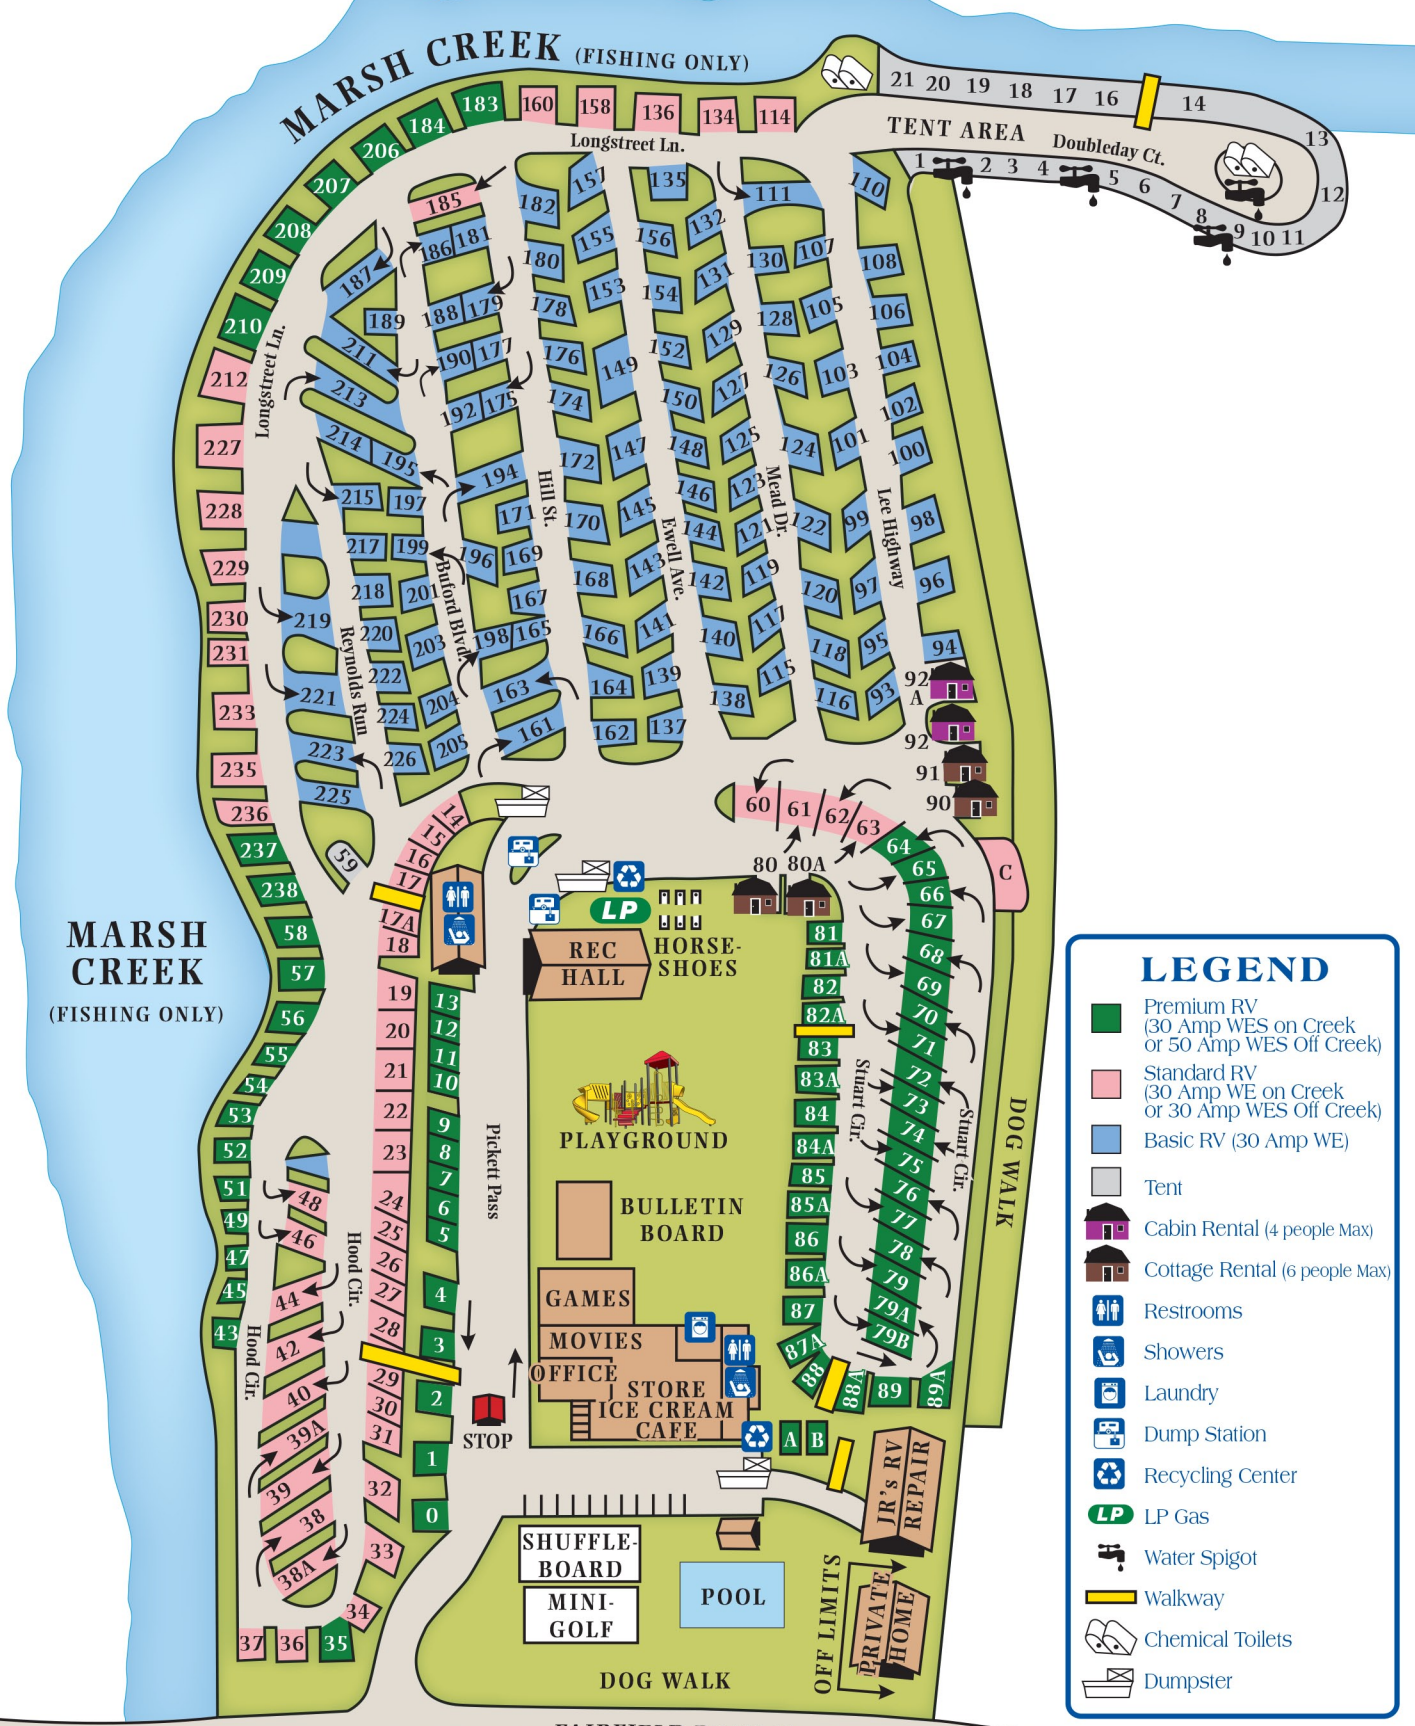 MARSH CREEK (FISHING ONLY)
183
184
206
207
208
209
210
212
227
228
229
230
231
233
235
236
237
238
58
57
56
55
54
53
52
51
49
47
45
43
160
158
136
134
114
Longstreet Ln.
Longstreet Ln.
21 20 19 18 17 16 14
13
12
TENT AREA Doubleday Ct.
1 2 3 4 5 6 7 8 9 10 11
185
186 181
187
189
188 179
190 177
192 175
211
213
214 195
194
215 197
171
217 199
196 169
218 201
167
219
220
203
198 165
222
221
204
163
224
223
205
161
226
225
59
Reynolds Run
Buford Blvd.
Hill St.
Ewell Ave.
Mead Dr.
Lee Highway
182
180
178
176
174
172
170
168
166
164
162
157
155
153
149
147
145
143
141
139
137
135
156
154
152
150
148
146
144
142
140
138
132
131
129
127
125
123
121
119
117
115
111
130
128
126
124
122
120
118
116
107
105
103
101
99
97
95
93
110
108
106
104
102
100
98
96
94
92
A
92
91
90
14
15
16
17
17A
18
19
20
21
22
23
24
25
26
27
28
29
30
31
32
33
34
35
36
37
13
12
11
10
9
8
7
6
5
4
3
2
1
0
48
46
44
42
40
39A
39
38
38A
Hood Cir.
Hood Cir.
Pickett Pass
STOP
60
61
62
63
64
65
66
67
68
69
70
71
72
73
74
75
76
77
78
79
79A
79B
80 80A
81
81A
82
82A
83
83A
84
84A
85
85A
86
86A
87
87A
88
88A
89
89A
A B
C
Stuart Cir.
Stuart Cir.
DOG WALK
LP
REC
HALL
HORSE-
SHOES
PLAYGROUND
BULLETIN
BOARD
GAMES
MOVIES
OFFICE
STORE
ICE CREAM
CAFE
JR's RV
REPAIR
SHUFFLE-
BOARD
MINI-
GOLF
POOL
OFF LIMITS
PRIVATE
HOME
DOG WALK
MARSH
CREEK
(FISHING ONLY)
LEGEND
Premium RV
(30 Amp WES on Creek
or 50 Amp WES Off Creek)
Standard RV
(30 Amp WE on Creek
or 30 Amp WES Off Creek)
Basic RV (30 Amp WE)
Tent
Cabin Rental (4 people Max)
Cottage Rental (6 people Max)
Restrooms
Showers
Laundry
Dump Station
Recycling Center
LP LP Gas
Water Spigot
Walkway
Chemical Toilets
Dumpster